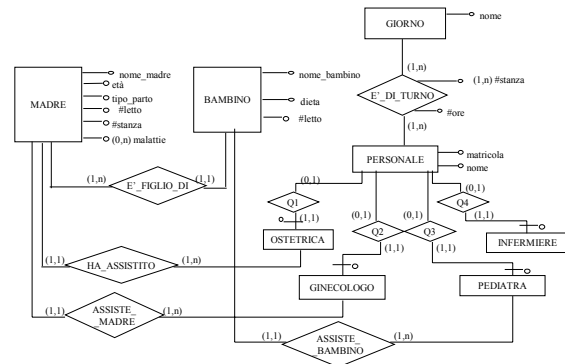 GIORNO
nome
(1,n)
(1,n) #stanza
E'_DI_TURNO
#ore
(1,n)
MADRE
nome_madre
età
tipo_parto
#letto
#stanza
(0,n) malattie
BAMBINO
nome_bambino
dieta
#letto
(1,n)
E'_FIGLIO_DI
(1,1)
PERSONALE
matricola
nome
(0,1)
Q1
(1,1)
OSTETRICA
(0,1)
Q2
(1,1)
(0,1)
Q3
(1,1)
(0,1)
Q4
(1,1)
INFERMIERE
(1,1)
HA_ASSISTITO
(1,n)
GINECOLOGO
PEDIATRA
(1,1)
ASSISTE_
_MADRE
(1,n)
(1,1)
ASSISTE_
_BAMBINO
(1,n)